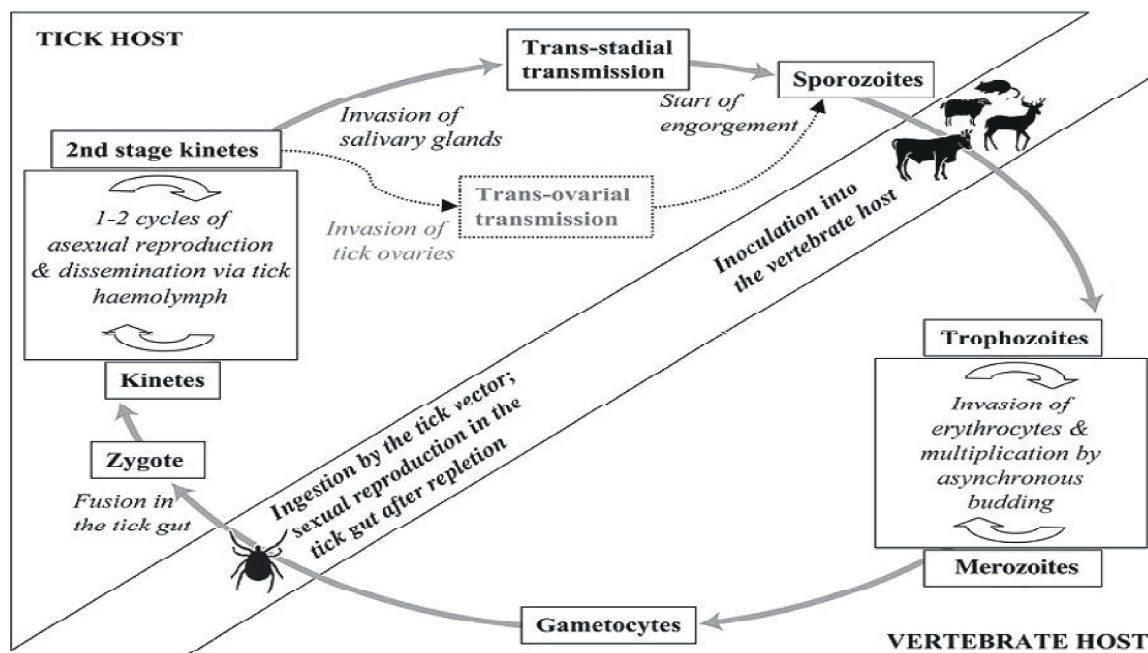 TICK HOST
Trans-stadial
transmission
Sporozoites
Invasion of
salivary glands
Start of
engorgement
2nd stage kinetes
Trans-ovarial
transmission
Invasion of
tick ovaries
1-2 cycles of
asexual reproduction
& dissemination via tick
haemolymph
Inoculation into
the vertebrate host
Kinetes
Trophozoites
Invasion of
erythrocytes &
multiplication by
asynchronous
budding
Zygote
Fusion in
the tick gut
Ingestion by the tick vector;
sexual reproduction in the
tick gut after repletion
Merozoites
Gametocytes
VERTEBRATE HOST